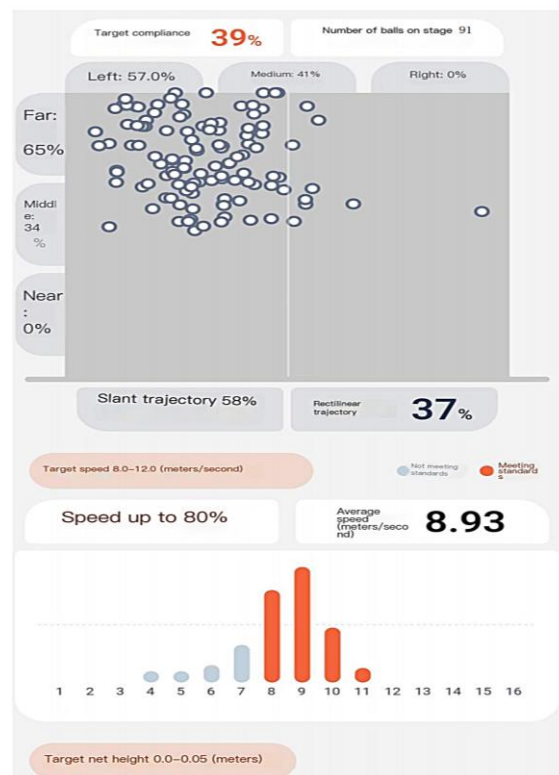 Target compliance 39%
Number of balls on stage 91
Left: 57.0%
Medium: 41%
Right: 0%
Far:
65%
Middl
e:
34
%
Near
:
0%
Slant trajectory 58%
Rectilinear
trajectory
37%
Target speed 8.0-12.0 (meters/second)
Not meeting
standards
Meeting
standard
s
Speed up to 80%
Average
speed
(meters/seco
nd)
8.93
1 2 3 4 5 6 7 8 9 10 11 12 13 14 15 16
Target net height 0.0-0.05 (meters)